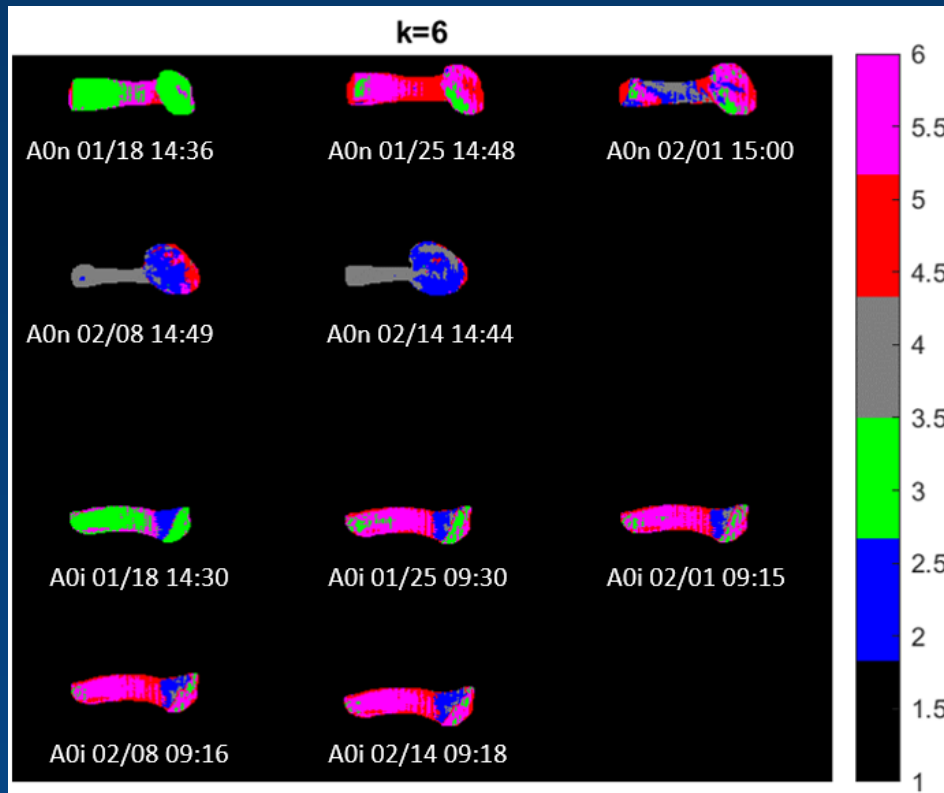 k=6
A0n 01/18 14:36
A0n 01/25 14:48
A0n 02/01 15:00
A0n 02/08 14:49
A0n 02/14 14:44
A0i 01/18 14:30
A0i 01/25 09:30
A0i 02/01 09:15
A0i 02/08 09:16
A0i 02/14 09:18
6
5.5
5
4.5
4
3.5
3
2.5
2
1.5
1